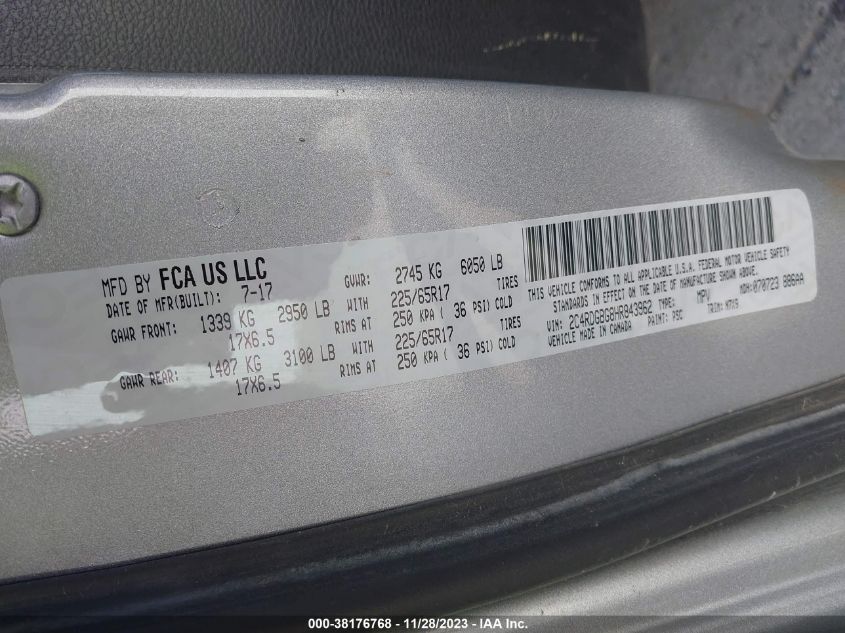 MFD BY FCA US LLC
DATE OF MFR(BUILT): 7-17
GVWR: 2745 KG 6050 LB
GAWR FRONT: 1339 KG 2950 LB WITH 225/65R17 TIRES
17X6.5 RIMS AT 250 KPA ( 36 PSI) COLD
GAWR REAR: 1407 KG 3100 LB WITH 225/65R17 TIRES
17X6.5 RIMS AT 250 KPA ( 36 PSI) COLD
THIS VEHICLE CONFORMS TO ALL APPLICABLE U.S.A. FEDERAL MOTOR VEHICLE SAFETY
STANDARDS IN EFFECT ON THE DATE OF MANUFACTURE SHOWN ABOVE.
VIN: 2C4RDGBG8HR843962 TYPE: MPV MDH: 070723 886AA
VEHICLE MADE IN CANADA PAINT: PSC TRIM:
000-38176768 - 11/28/2023 - IAA Inc.